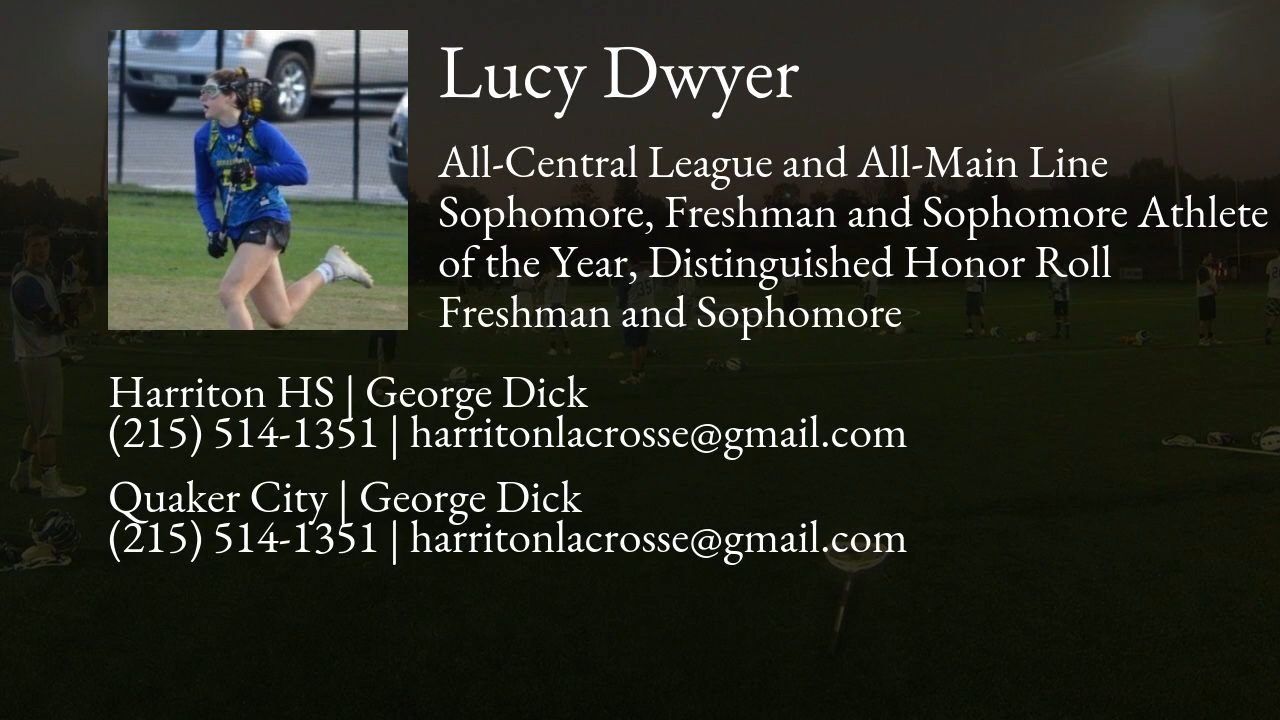 Lucy Dwyer
All-Central League and All-Main Line
Sophomore, Freshman and Sophomore Athlete
of the Year, Distinguished Honor Roll
Freshman and Sophomore
Harriton HS | George Dick
(215) 514-1351 | harritonlacrosse@gmail.com
Quaker City | George Dick
(215) 514-1351 | harritonlacrosse@gmail.com